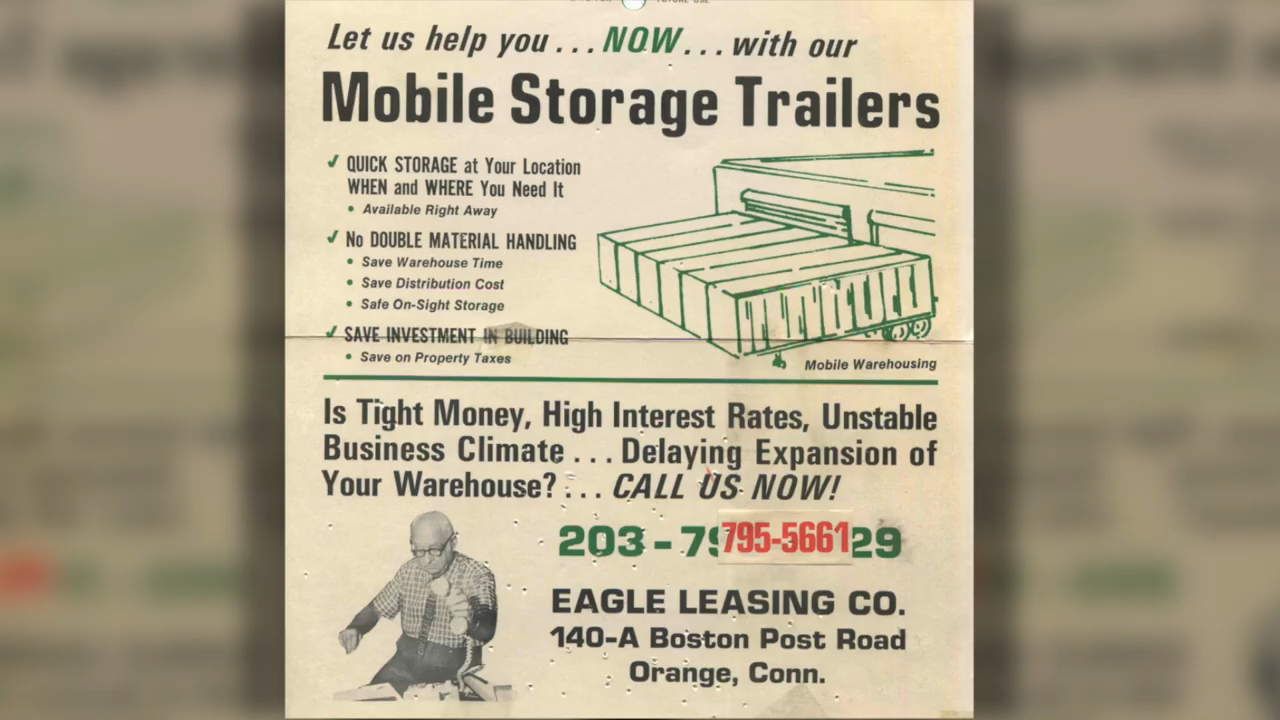 FUTURE USE
Let us help you...NOW...with our
Mobile Storage Trailers
✓ QUICK STORAGE at Your Location
WHEN and WHERE You Need It
• Available Right Away
✓ No DOUBLE MATERIAL HANDLING
• Save Warehouse Time
• Save Distribution Cost
• Safe On-Sight Storage
✓ SAVE INVESTMENT IN BUILDING
• Save on Property Taxes
Mobile Warehousing
Is Tight Money, High Interest Rates, Unstable
Business Climate ... Delaying Expansion of
Your Warehouse? ... CALL US NOW!
203-79 795-5661 29
EAGLE LEASING CO.
140-A Boston Post Road
Orange, Conn.